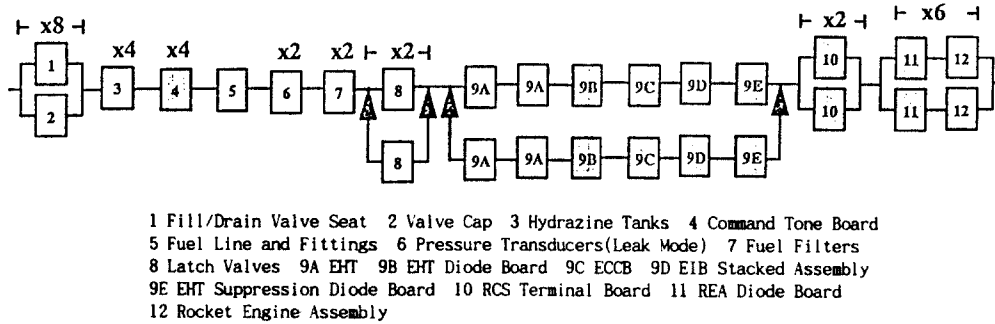 x8 x4 x4 x2 x2 x2 x2 x6
1 3 4 5 6 7 8 9A 9A 9B 9C 9D 9E 10 11 12
2 8 9A 9A 9B 9C 9D 9E 10 11 12
1 Fill/Drain Valve Seat 2 Valve Cap 3 Hydrazine Tanks 4 Command Tone Board
5 Fuel Line and Fittings 6 Pressure Transducers(Leak Mode) 7 Fuel Filters
8 Latch Valves 9A EHT 9B EHT Diode Board 9C ECCB 9D EIB Stacked Assembly
9E EHT Suppression Diode Board 10 RCS Terminal Board 11 REA Diode Board
12 Rocket Engine Assembly